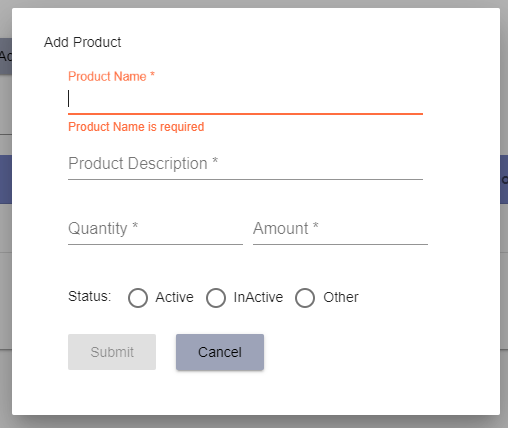 Add Product
Product Name *
Product Name is required
Product Description *
Quantity * Amount *
Status: Active InActive Other
Submit Cancel